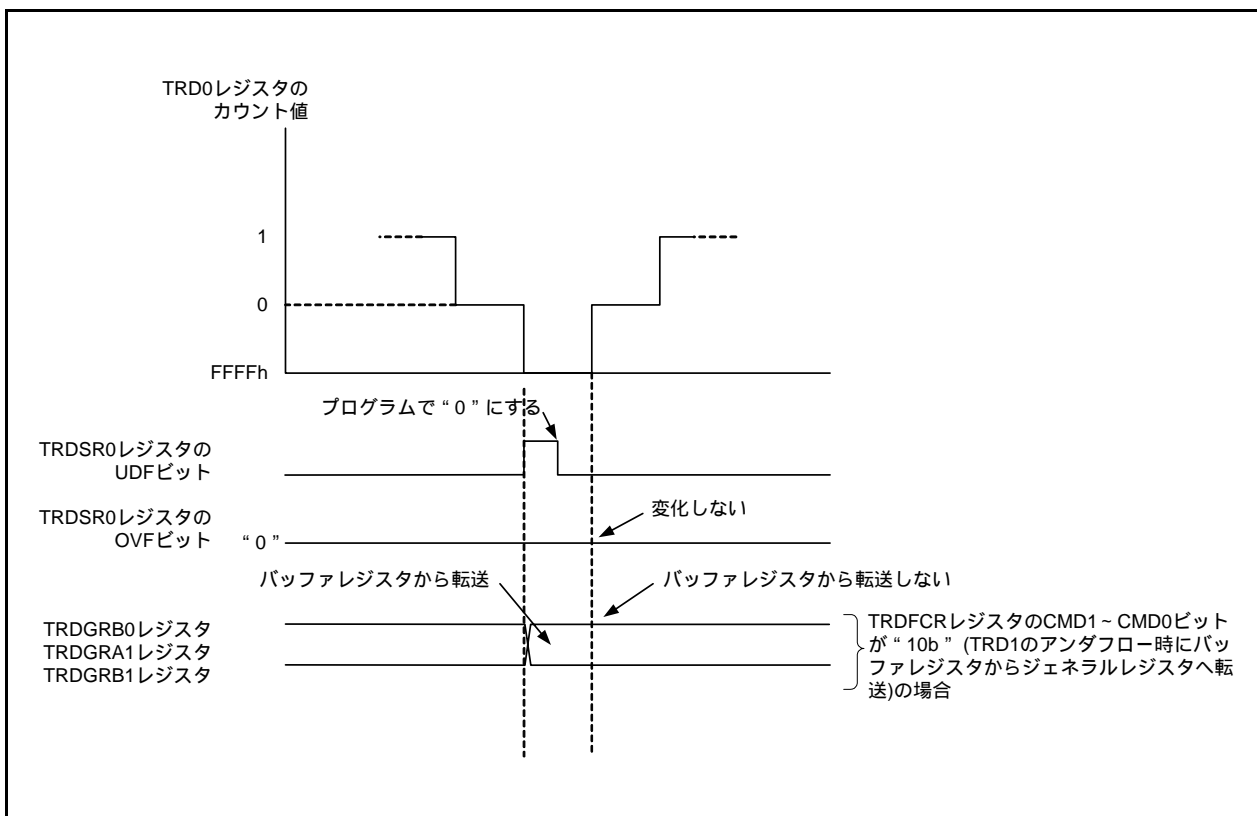 TRD0レジスタの
カウント値
1
0
FFFFh
プログラムで“0”にする
TRDSR0レジスタの
UDFビット
TRDSR0レジスタの
OVFビット
“0”
変化しない
バッファレジスタから転送
バッファレジスタから転送しない
TRDGRB0レジスタ
TRDGRA1レジスタ
TRDGRB1レジスタ
TRDFCRレジスタのCMD1~CMD0ビット
が“10b”(TRD1のアンダフロー時にバッ
ファレジスタからジェネラルレジスタへ転
送)の場合